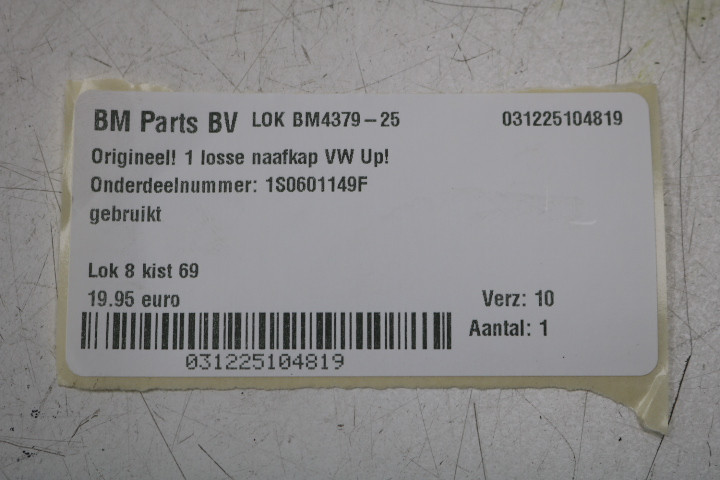 BM Parts BV LOK BM4379-25 031225104819
Origineel! 1 losse naafkap VW Up!
Onderdeelnummer: 1S0601149F
gebruikt
Lok 8 kist 69
19.95 euro Verz: 10
Aantal: 1
031225104819